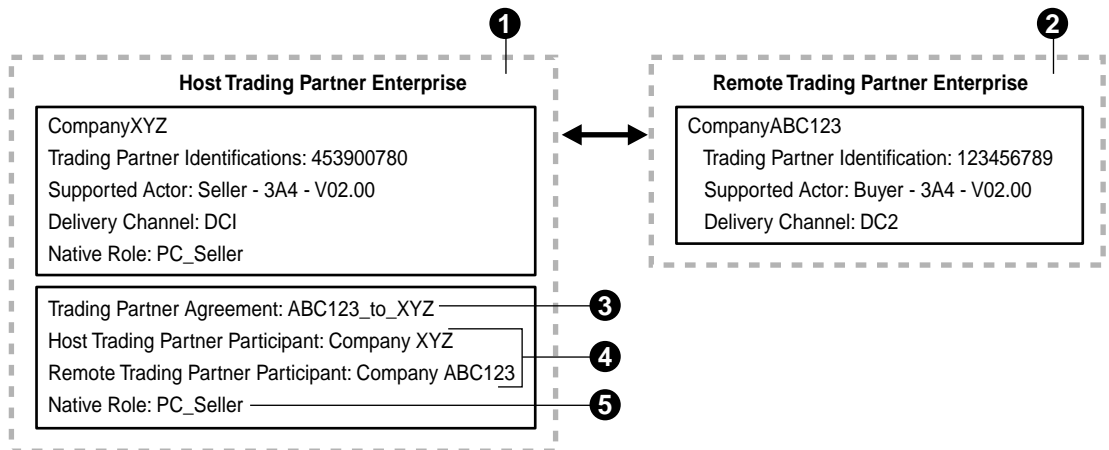 1
2
Host Trading Partner Enterprise
CompanyXYZ
Trading Partner Identifications: 453900780
Supported Actor: Seller - 3A4 - V02.00
Delivery Channel: DCI
Native Role: PC_Seller
Remote Trading Partner Enterprise
CompanyABC123
Trading Partner Identification: 123456789
Supported Actor: Buyer - 3A4 - V02.00
Delivery Channel: DC2
Trading Partner Agreement: ABC123_to_XYZ
3
Host Trading Partner Participant: Company XYZ
4
Remote Trading Partner Participant: Company ABC123
Native Role: PC_Seller
5